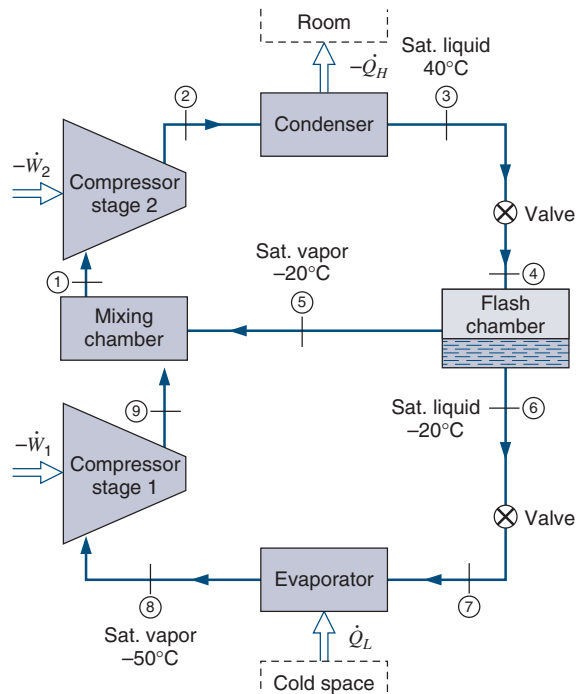 Room
Sat. liquid
40°C
−Q̇H
②
③
Condenser
−Ẇ2
Compressor
stage 2
Valve
Sat. vapor
−20°C
①
④
⑤
Mixing
chamber
Flash
chamber
⑨
Sat. liquid
−20°C
⑥
−Ẇ1
Compressor
stage 1
Valve
Evaporator
⑧
⑦
Sat. vapor
−50°C
Q̇L
Cold space